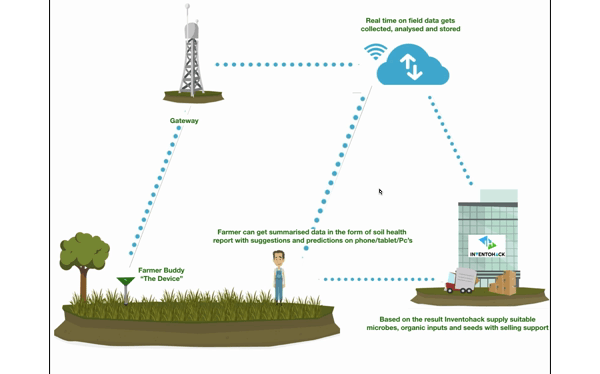 Real time on field data gets
collected, analysed and stored
Gateway
Farmer can get summarised data in the form of soil health
report with suggestions and predictions on phone/tablet/Pc's
Farmer Buddy
"The Device"
INVENTOHACK
Based on the result Inventohack supply suitable
microbes, organic inputs and seeds with selling support